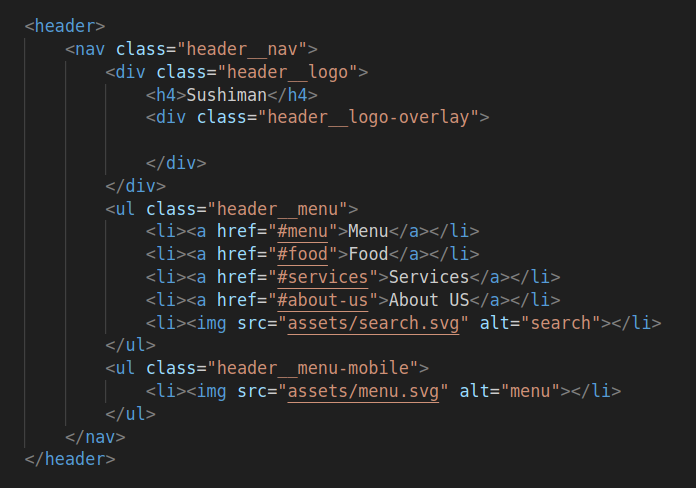 <header>
    <nav class="header__nav">
        <div class="header__logo">
            <h4>Sushiman</h4>
            <div class="header__logo-overlay">

            </div>
        </div>
        <ul class="header__menu">
            <li><a href="#menu">Menu</a></li>
            <li><a href="#food">Food</a></li>
            <li><a href="#services">Services</a></li>
            <li><a href="#about-us">About US</a></li>
            <li><img src="assets/search.svg" alt="search"></li>
        </ul>
        <ul class="header__menu-mobile">
            <li><img src="assets/menu.svg" alt="menu"></li>
        </ul>
    </nav>
</header>